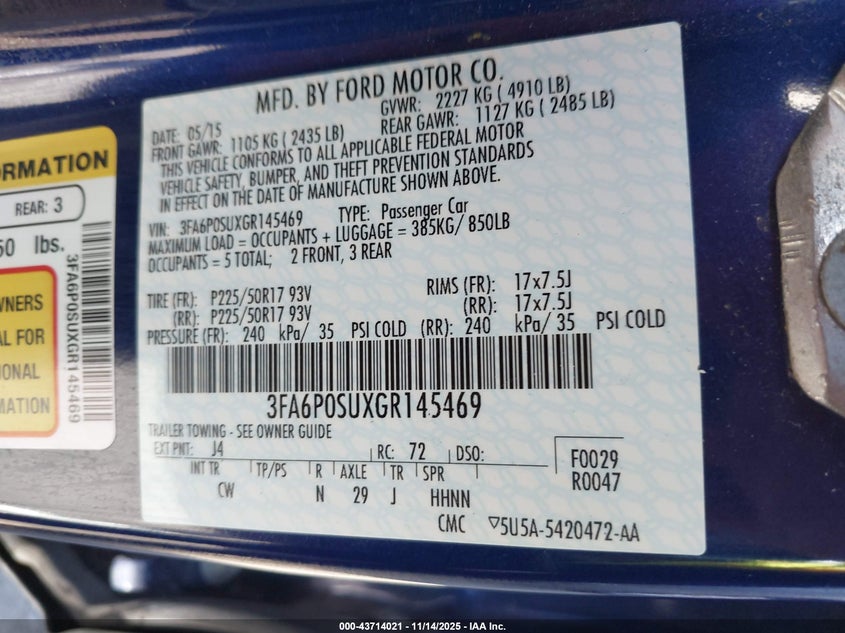 MFD. BY FORD MOTOR CO.
DATE: 05/15 GVWR: 2227 KG ( 4910 LB)
FRONT GAWR: 1105 KG ( 2435 LB) REAR GAWR: 1127 KG ( 2485 LB)
THIS VEHICLE CONFORMS TO ALL APPLICABLE FEDERAL MOTOR
VEHICLE SAFETY, BUMPER, AND THEFT PREVENTION STANDARDS
IN EFFECT ON THE DATE OF MANUFACTURE SHOWN ABOVE.
VIN: 3FA6P0SUXGR145469 TYPE: Passenger Car
MAXIMUM LOAD = OCCUPANTS + LUGGAGE = 385KG/ 850LB
OCCUPANTS = 5 TOTAL; 2 FRONT, 3 REAR
TIRE (FR): P225/50R17 93V RIMS (FR): 17x7.5J
(RR): P225/50R17 93V (RR): 17x7.5J
PRESSURE (FR): 240 kPa/ 35 PSI COLD (RR): 240 kPa/ 35 PSI COLD
3FA6P0SUXGR145469
TRAILER TOWING - SEE OWNER GUIDE
EXT PNT: J4 RC: 72 DSO:
INT TR TP/PS R AXLE TR SPR
CW N 29 J HHNN
F0029
R0047
CMC ▽5U5A-5420472-AA
ORMATION
REAR: 3
50 lbs.
WNERS
AL FOR
IONAL
MATION
3FA6P0SUXGR145469
000-43714021 | 11/14/2025 | IAA Inc.